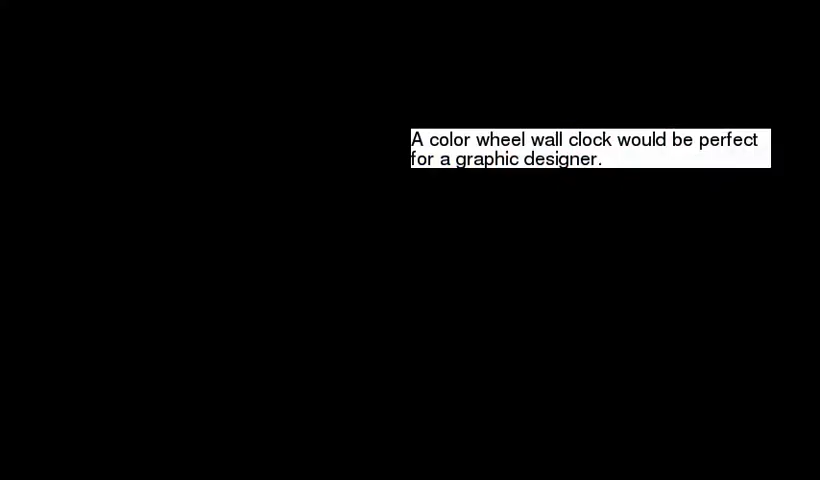 A color wheel wall clock would be perfect
for a graphic designer.